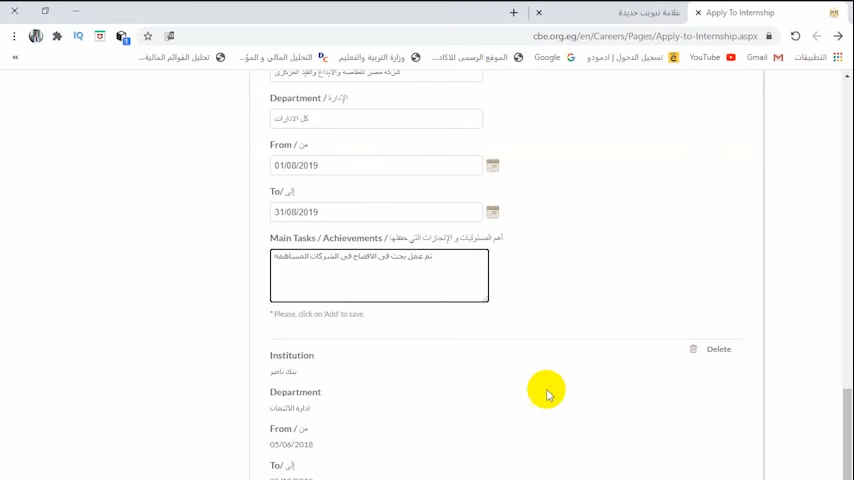 Apply To Internship
علامة تبويب جديدة
cbe.org.eg/en/Careers/Pages/Apply-to-Internship.aspx
IQ
التطبيقات
Gmail
YouTube
تسجيل الدخول | ادمودو
Google
الموقع الرسمى للاكاد...
وزارة التربية والتعليم
التحليل المالي و المؤ...
تحليل القوائم المالية...
شركة مصر للمقاصة والإيداع والقيد المركزى
Department / الإدارة
كل الادارات
From / من
01/08/2019
To/ إلى
31/08/2019
Main Tasks / Achievements / أهم المسئوليات و الإنجازات التي حققتها
تم عمل بحث فى الافصاح فى الشركات المساهمه
* Please, click on 'Add' to save.
Delete
Institution
بنك ناصر
Department
ادارة الائتمان
From / من
05/06/2018
To/ إلى